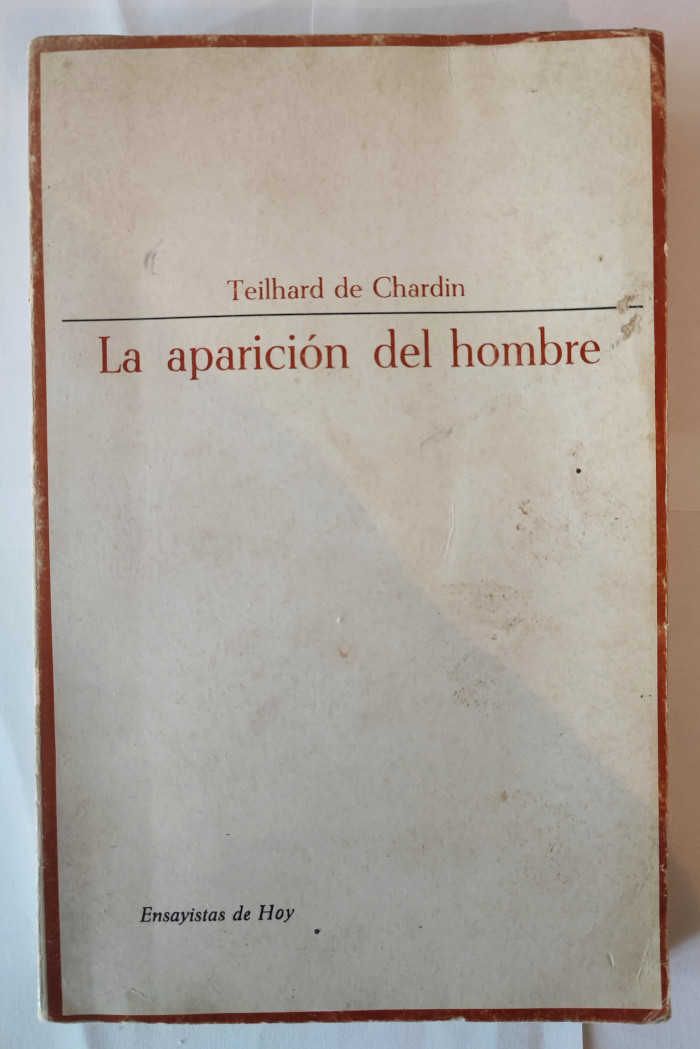 Teilhard de Chardin
La aparición del hombre
Ensayistas de Hoy